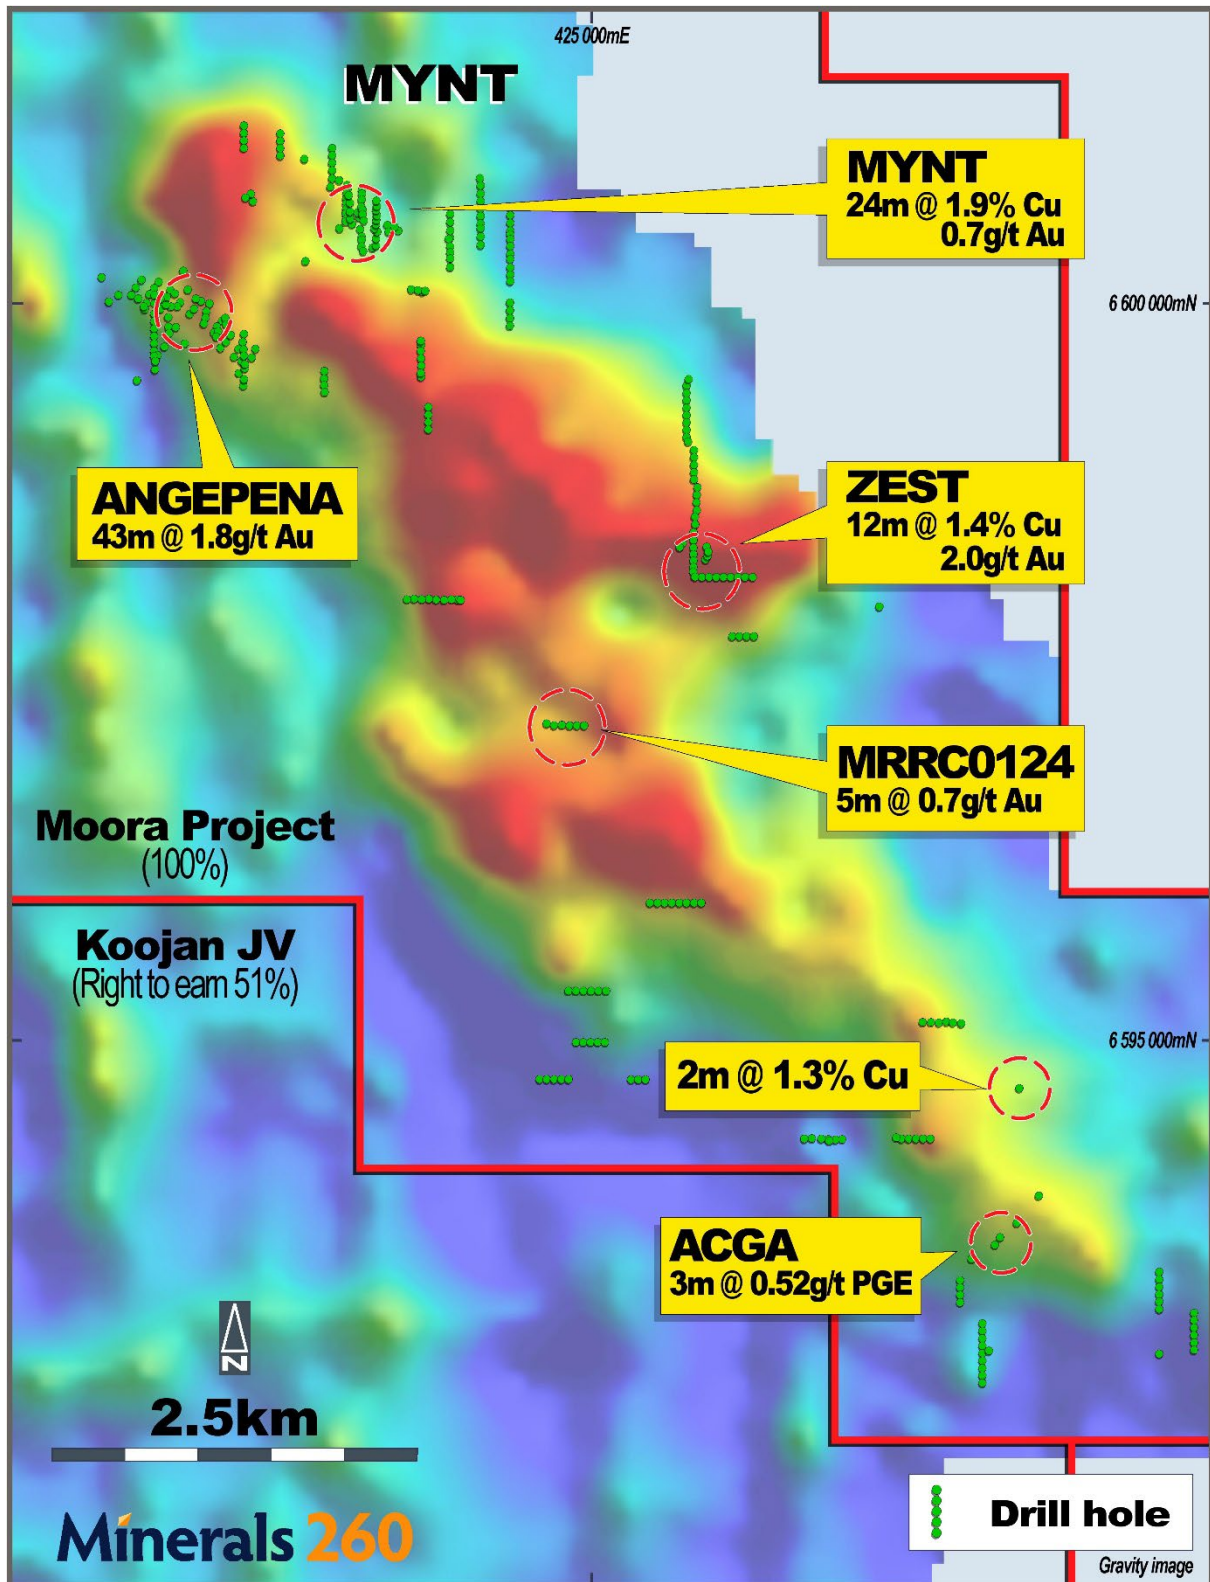 425 000mE
MYNT
MYNT
24m @ 1.9% Cu
0.7g/t Au
6 600 000mN
ANGEPENA
43m @ 1.8g/t Au
ZEST
12m @ 1.4% Cu
2.0g/t Au
MRRC0124
5m @ 0.7g/t Au
Moora Project
(100%)
Koojan JV
(Right to earn 51%)
6 595 000mN
2m @ 1.3% Cu
ACGA
3m @ 0.52g/t PGE
N
2.5km
Minerals 260
Drill hole
Gravity image